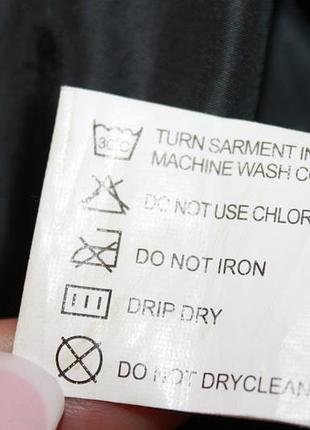 30°C TURN SARMENT IN
MACHINE WASH CO
DO NOT USE CHLOR
DO NOT IRON
DRIP DRY
DO NOT DRYCLEAN